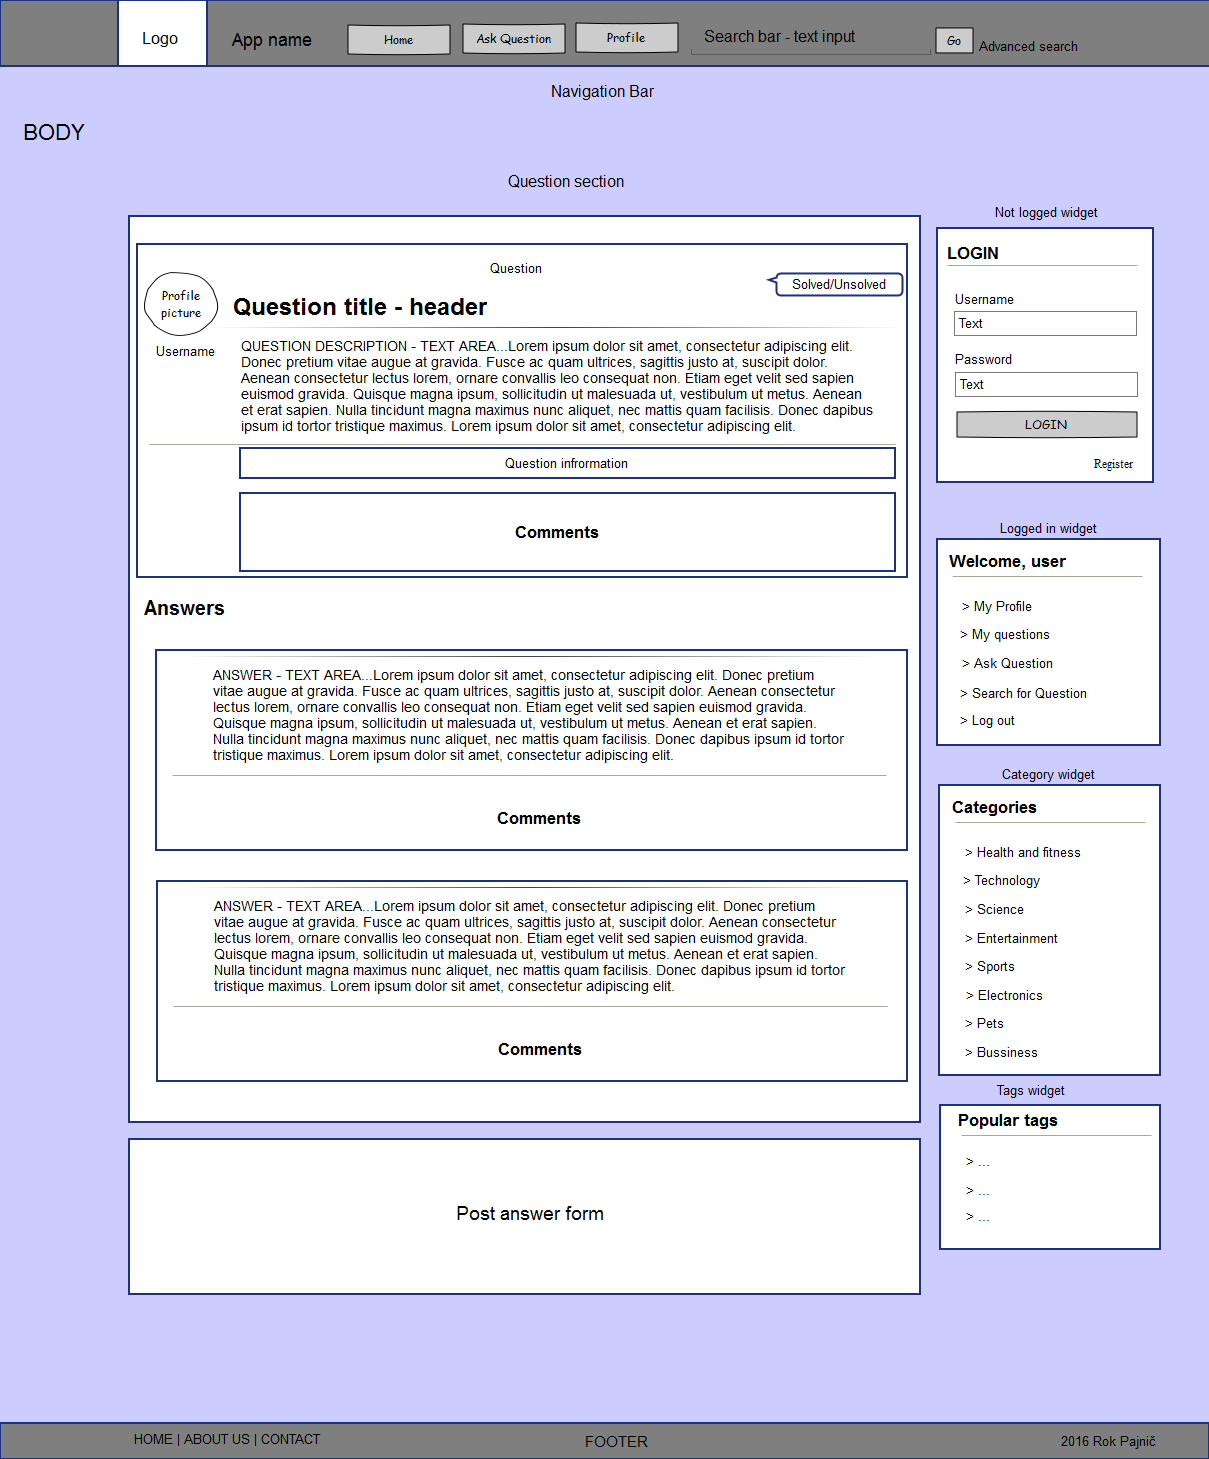 Logo
App name
Home
Ask Question
Profile
Search bar - text input
Go
Advanced search
Navigation Bar
BODY
Question section
Question
Solved/Unsolved
Profile
picture
Username
Question title - header
QUESTION DESCRIPTION - TEXT AREA...Lorem ipsum dolor sit amet, consectetur adipiscing elit.
Donec pretium vitae augue at gravida. Fusce ac quam ultrices, sagittis justo at, suscipit dolor.
Aenean consectetur lectus lorem, ornare convallis leo consequat non. Etiam eget velit sed sapien
euismod gravida. Quisque magna ipsum, sollicitudin ut malesuada ut, vestibulum ut metus. Aenean
et erat sapien. Nulla tincidunt magna maximus nunc aliquet, nec mattis quam facilisis. Donec dapibus
ipsum id tortor tristique maximus. Lorem ipsum dolor sit amet, consectetur adipiscing elit.
Question infrormation
Comments
Answers
ANSWER - TEXT AREA...Lorem ipsum dolor sit amet, consectetur adipiscing elit. Donec pretium
vitae augue at gravida. Fusce ac quam ultrices, sagittis justo at, suscipit dolor. Aenean consectetur
lectus lorem, ornare convallis leo consequat non. Etiam eget velit sed sapien euismod gravida.
Quisque magna ipsum, sollicitudin ut malesuada ut, vestibulum ut metus. Aenean et erat sapien.
Nulla tincidunt magna maximus nunc aliquet, nec mattis quam facilisis. Donec dapibus ipsum id tortor
tristique maximus. Lorem ipsum dolor sit amet, consectetur adipiscing elit.
Comments
ANSWER - TEXT AREA...Lorem ipsum dolor sit amet, consectetur adipiscing elit. Donec pretium
vitae augue at gravida. Fusce ac quam ultrices, sagittis justo at, suscipit dolor. Aenean consectetur
lectus lorem, ornare convallis leo consequat non. Etiam eget velit sed sapien euismod gravida.
Quisque magna ipsum, sollicitudin ut malesuada ut, vestibulum ut metus. Aenean et erat sapien.
Nulla tincidunt magna maximus nunc aliquet, nec mattis quam facilisis. Donec dapibus ipsum id tortor
tristique maximus. Lorem ipsum dolor sit amet, consectetur adipiscing elit.
Comments
Post answer form
Not logged widget
LOGIN
Username
Text
Password
Text
LOGIN
Register
Logged in widget
Welcome, user
> My Profile
> My questions
> Ask Question
> Search for Question
> Log out
Category widget
Categories
> Health and fitness
> Technology
> Science
> Entertainment
> Sports
> Electronics
> Pets
> Bussiness
Tags widget
Popular tags
> ...
> ...
> ...
HOME | ABOUT US | CONTACT
FOOTER
2016 Rok Pajnič